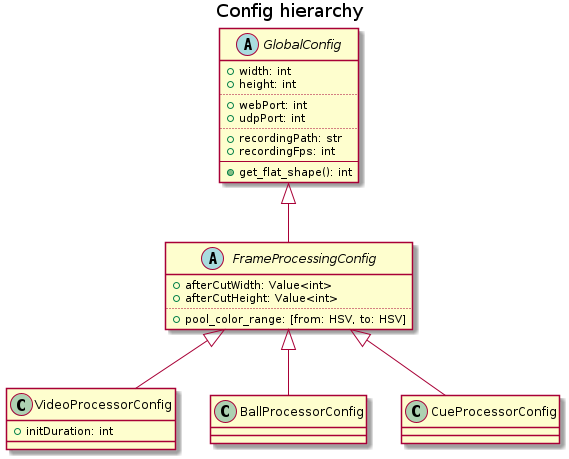 Config hierarchy
A GlobalConfig
width: int
height: int
webPort: int
udpPort: int
recordingPath: str
recordingFps: int
get_flat_shape(): int
A FrameProcessingConfig
afterCutWidth: Value<int>
afterCutHeight: Value<int>
pool_color_range: [from: HSV, to: HSV]
C VideoProcessorConfig
initDuration: int
C BallProcessorConfig
C CueProcessorConfig